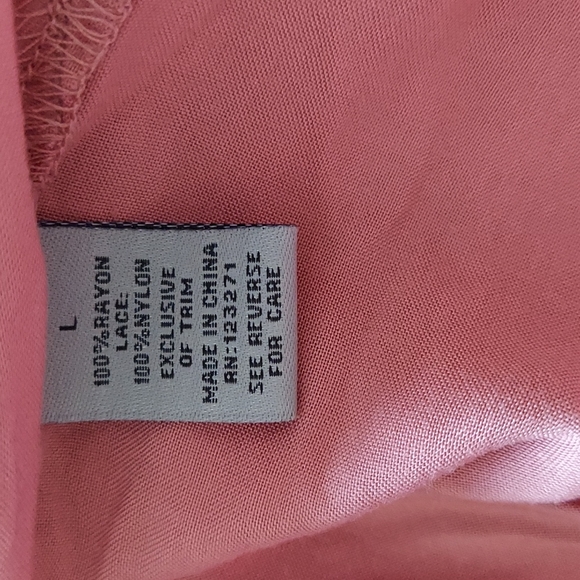 L
100%RAYON
LACE:
100%NYLON
EXCLUSIVE
OF TRIM
MADE IN CHINA
RN:123271
SEE REVERSE
FOR CARE